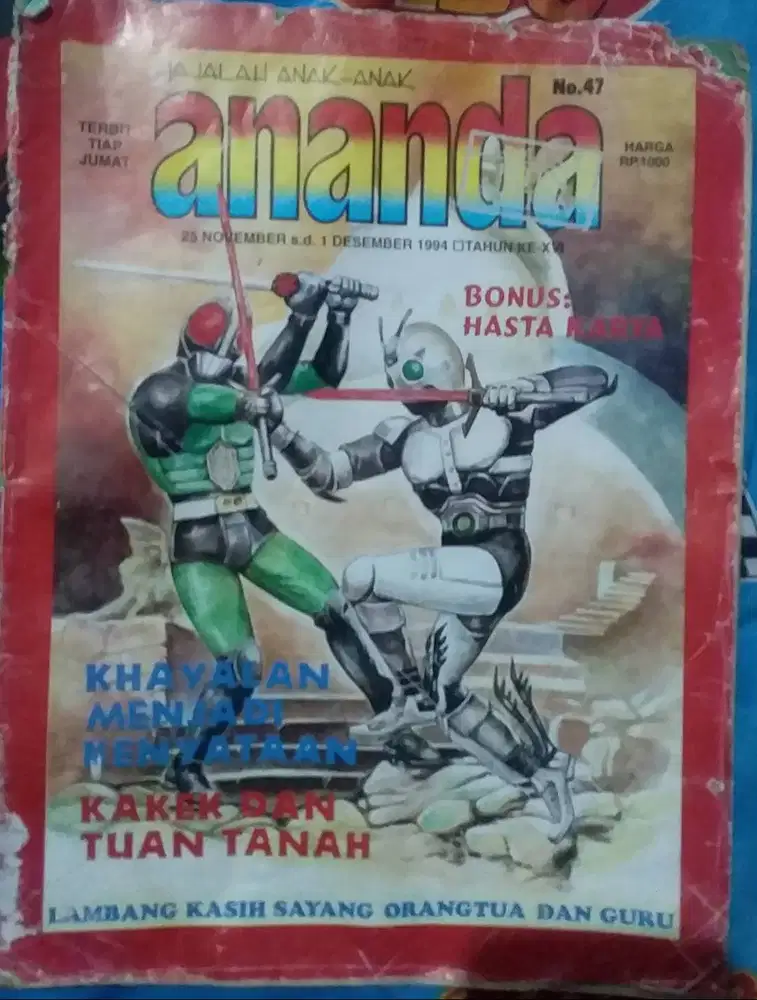 MAJALAH ANAK-ANAK
No.47
ananda
TERBIT
TIAP
JUMAT
HARGA
RP.1000
25 NOVEMBER s.d. 1 DESEMBER 1994 □TAHUN KE-XVI
BONUS:
HASTA KARYA
KHAYALAN
MENJADI
KENYATAAN
KAKEK DAN
TUAN TANAH
LAMBANG KASIH SAYANG ORANGTUA DAN GURU